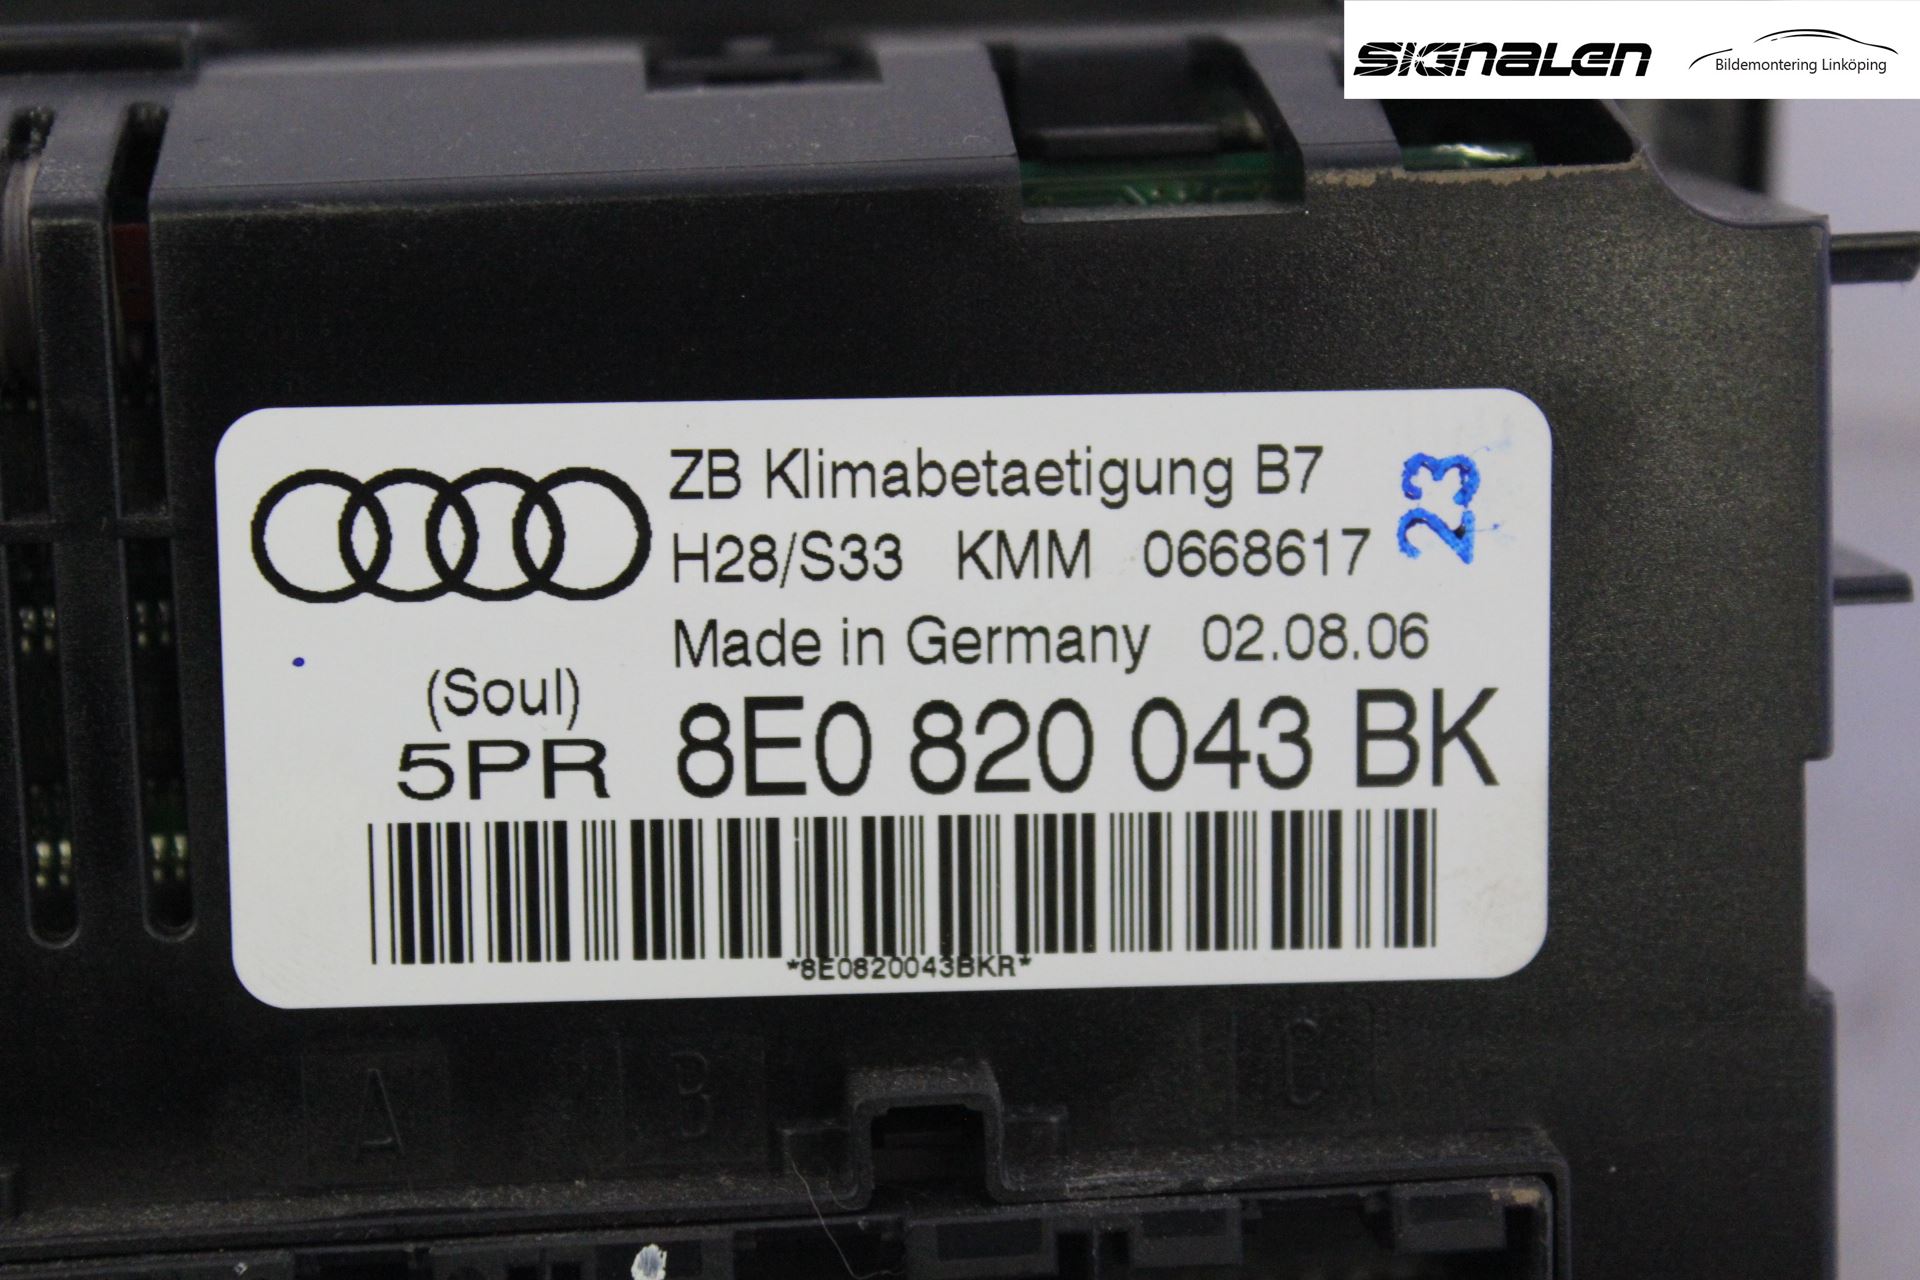 SIGNALEN
Bildemontering Linköping
ZB Klimabetaetigung B7
H28/S33 KMM 0668617
23
Made in Germany 02.08.06
(Soul)
5PR 8E0 820 043 BK
*8E0820043BKR*
A B C